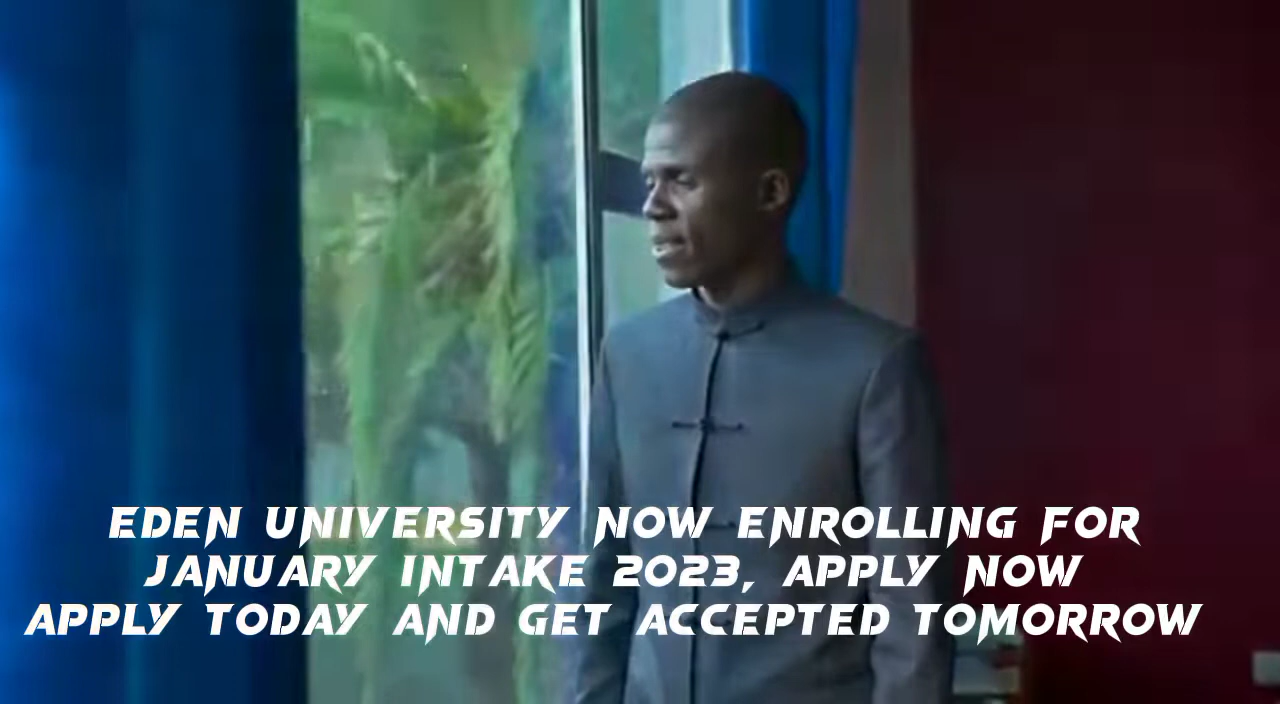 EDEN UNIVERSITY NOW ENROLLING FOR
JANUARY INTAKE 2023, APPLY NOW
APPLY TODAY AND GET ACCEPTED TOMORROW